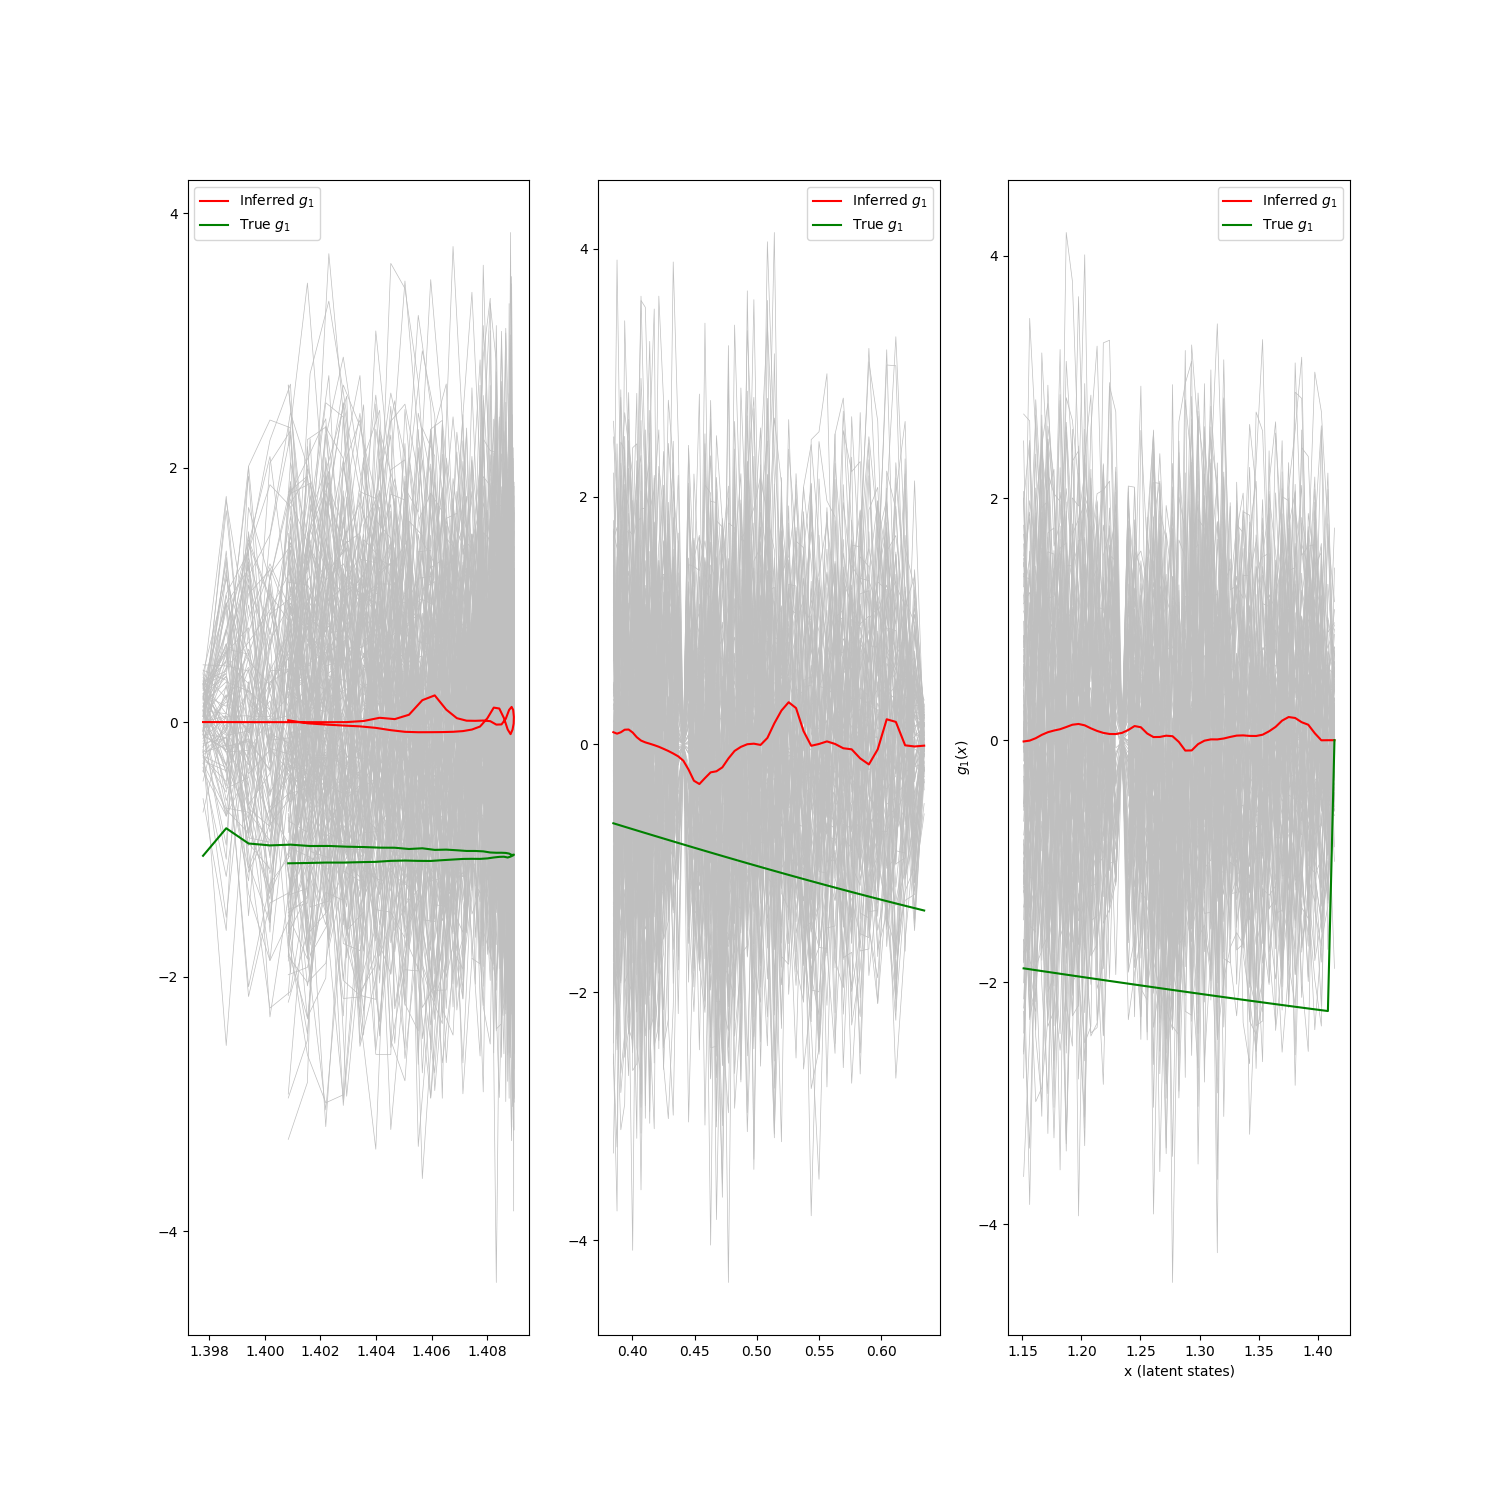 Inferred g₁
True g₁
4
2
0
−2
−4
1.398 1.400 1.402 1.404 1.406 1.408
Inferred g₁
True g₁
4
2
0
−2
−4
0.40 0.45 0.50 0.55 0.60
Inferred g₁
True g₁
g₁(x)
4
2
0
−2
−4
1.15 1.20 1.25 1.30 1.35 1.40
x (latent states)